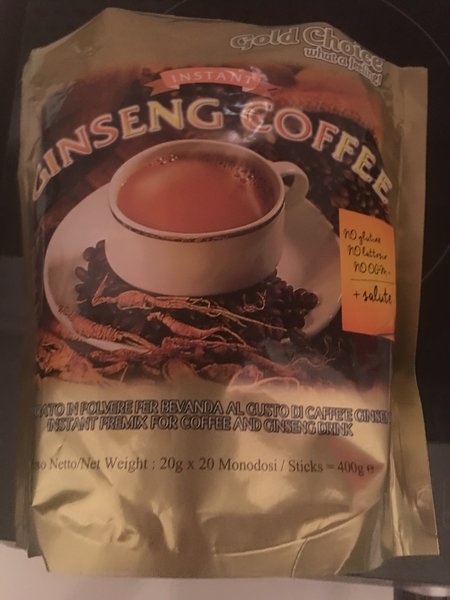 Gold Choice
what a feeling!
INSTANT
GINSENG COFFEE
NO glutine
NO lattosio
NO OGM
+ salute
IN POLVERE PER BEVANDA AL GUSTO DI CAFFE'E GINSEN
INSTANT PREMIX FOR COFFEE AND GINSENG DRINK
Netto/Net Weight : 20g x 20 Monodosi / Sticks = 400g e